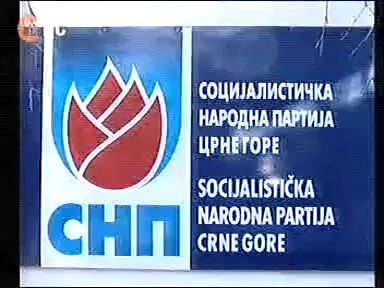 СНП
СОЦИЈАЛИСТИЧКА
НАРОДНА ПАРТИЈА
ЦРНЕ ГОРЕ
SOCIJALISTIČKA
NARODNA PARTIJA
CRNE GORE